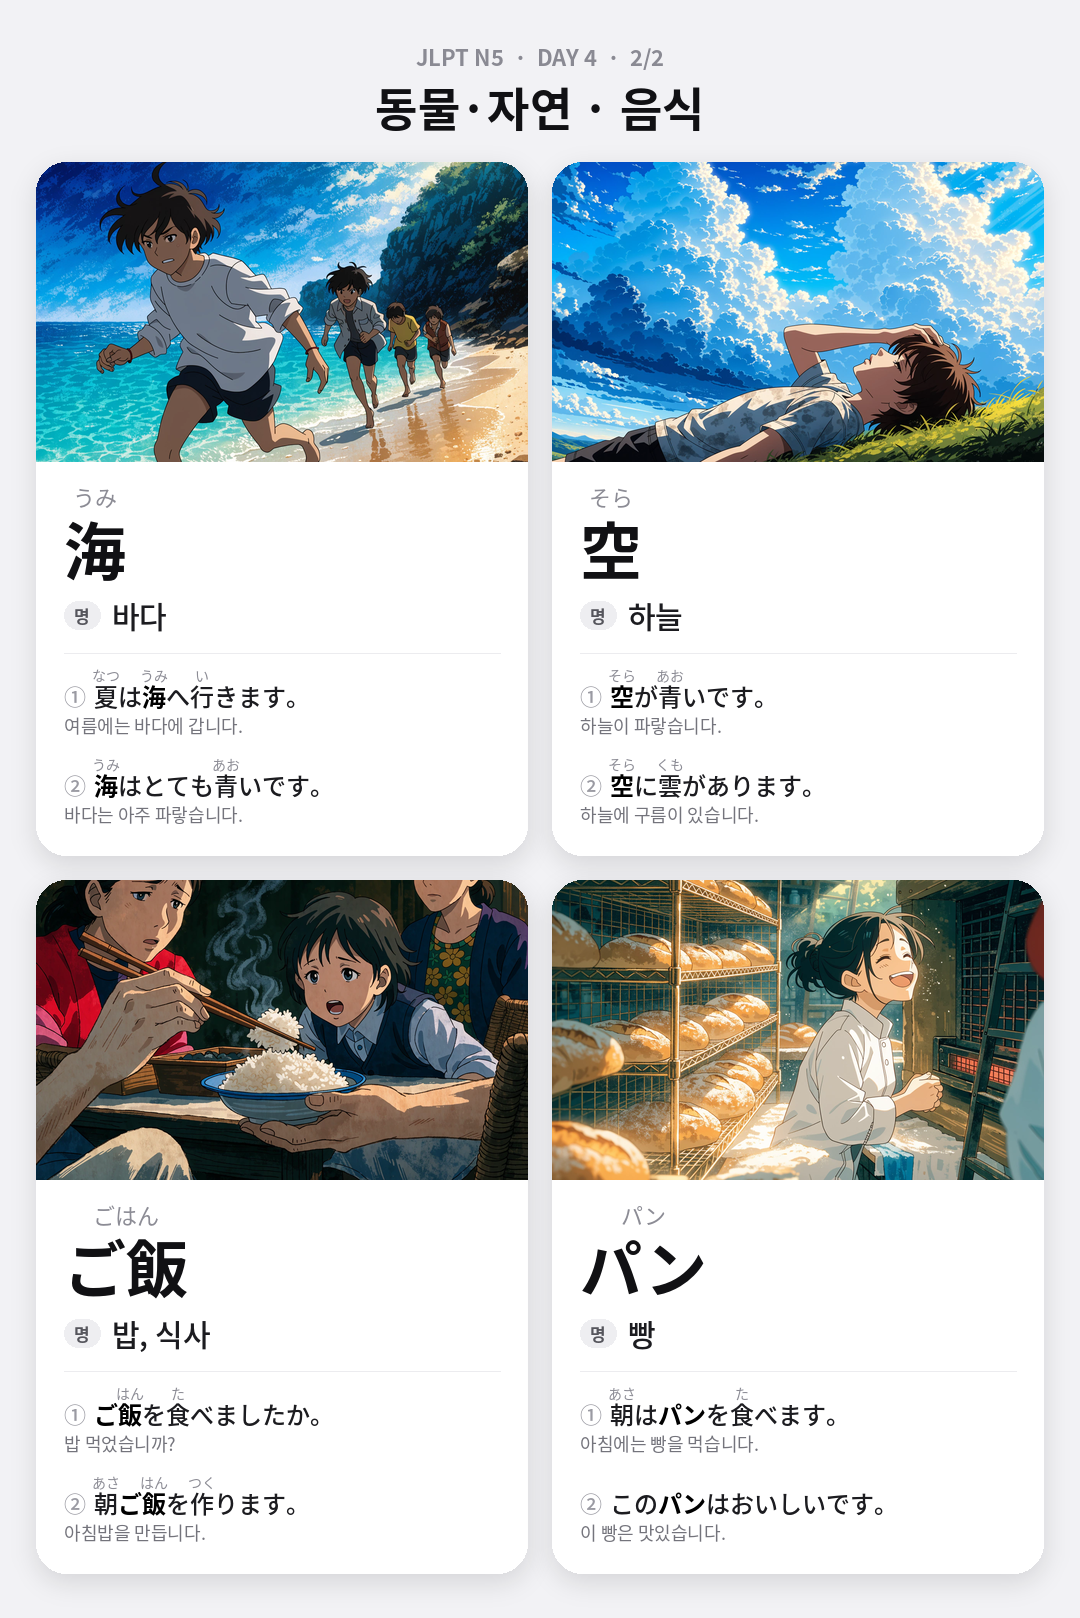 JLPT N5 · DAY 4 · 2/2
동물·자연 · 음식
うみ
海
명 바다
なつ うみ い
① 夏は海へ行きます。
여름에는 바다에 갑니다.
うみ あお
② 海はとても青いです。
바다는 아주 파랗습니다.
そら
空
명 하늘
そら あお
① 空が青いです。
하늘이 파랗습니다.
そら くも
② 空に雲があります。
하늘에 구름이 있습니다.
ごはん
ご飯
명 밥, 식사
はん た
① ご飯を食べましたか。
밥 먹었습니까?
あさ はん つく
② 朝ご飯を作ります。
아침밥을 만듭니다.
パン
パン
명 빵
あさ た
① 朝はパンを食べます。
아침에는 빵을 먹습니다.
② このパンはおいしいです。
이 빵은 맛있습니다.